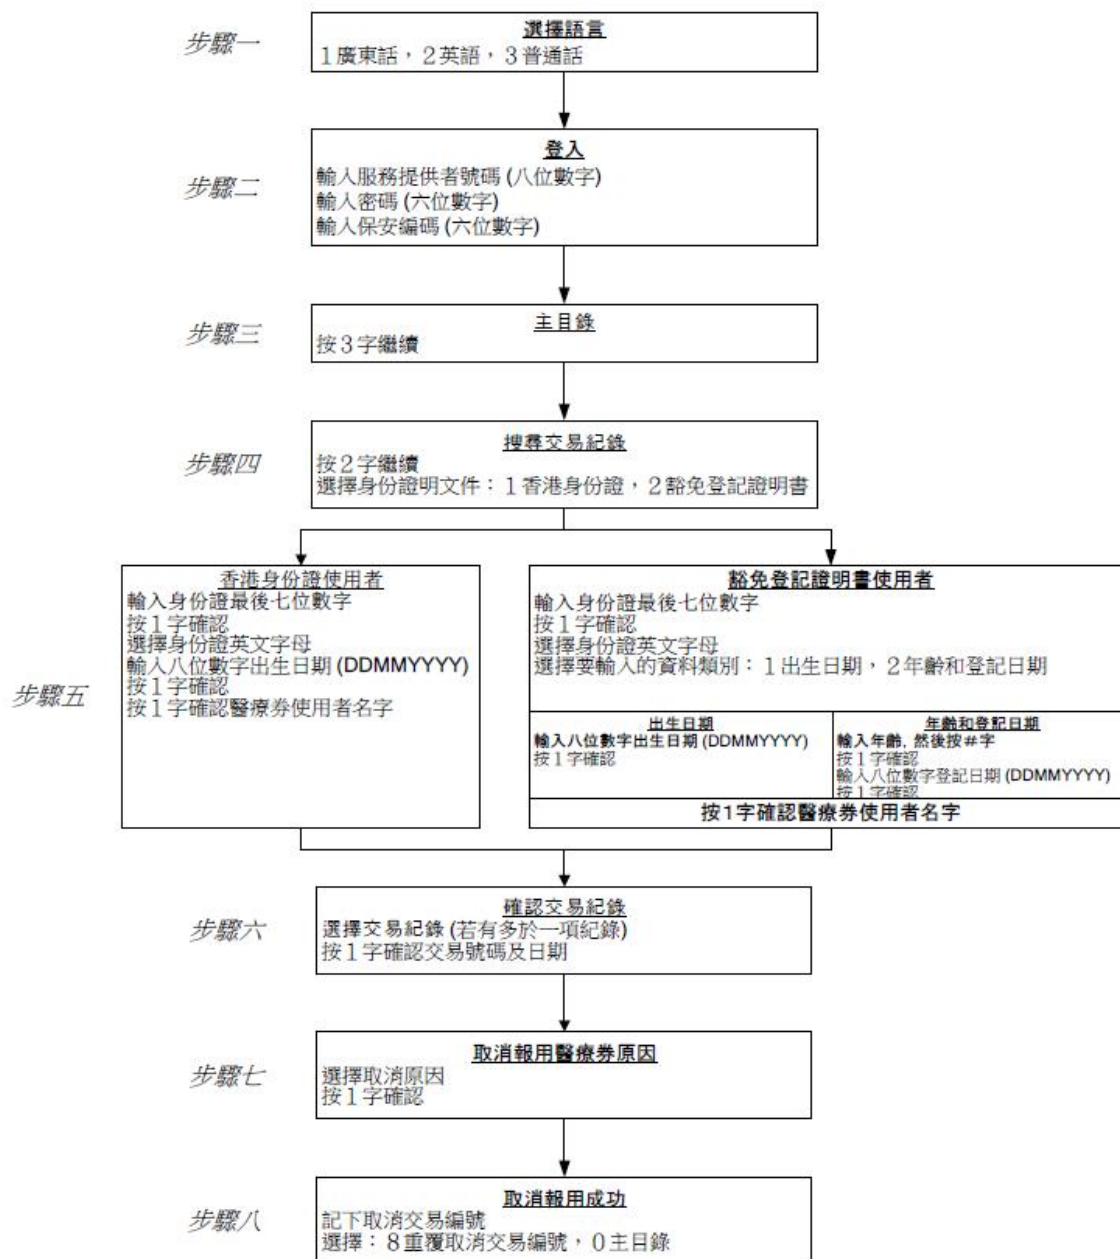 步驟一
選擇語言
1廣東話，2英語，3普通話
步驟二
登入
輸入服務提供者號碼 (八位數字)
輸入密碼 (六位數字)
輸入保安編碼 (六位數字)
步驟三
主目錄
按3字繼續
步驟四
搜尋交易紀錄
按2字繼續
選擇身份證明文件：1香港身份證，2豁免登記證明書
步驟五
香港身份證使用者
輸入身份證最後七位數字
按1字確認
選擇身份證英文字母
輸入八位數字出生日期 (DDMMYYYY)
按1字確認
按1字確認醫療券使用者名字
豁免登記證明書使用者
輸入身份證最後七位數字
按1字確認
選擇身份證英文字母
選擇要輸入的資料類別：1出生日期，2年齡和登記日期
出生日期
輸入八位數字出生日期 (DDMMYYYY)
按1字確認
年齡和登記日期
輸入年齡, 然後按#字
按1字確認
輸入八位數字登記日期 (DDMMYYYY)
按1字確認
按1字確認醫療券使用者名字
步驟六
確認交易紀錄
選擇交易紀錄 (若有多於一項紀錄)
按1字確認交易號碼及日期
步驟七
取消報用醫療券原因
選擇取消原因
按1字確認
步驟八
取消報用成功
記下取消交易編號
選擇：8重覆取消交易編號，0主目錄